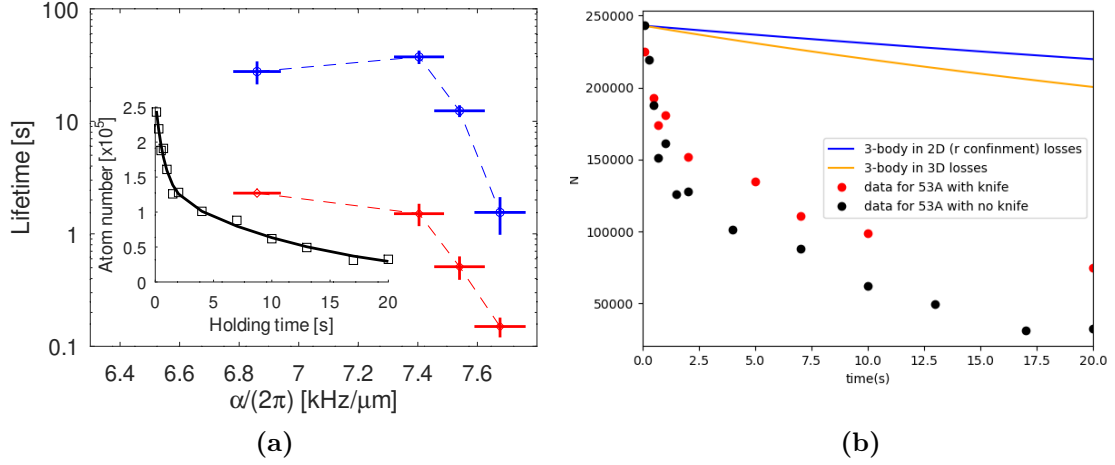 100
10
1
0.1
Lifetime [s]
6.4 6.6 6.8 7 7.2 7.4 7.6
α/(2π) [kHz/μm]
Atom number [x10⁵]
3
2.5
2
1.5
1
0.5
0
0 5 10 15 20
Holding time [s]
(a)
250000
200000
150000
100000
50000
N
3-body in 2D (r confinment) losses
3-body in 3D losses
data for 53A with knife
data for 53A with no knife
0.0 2.5 5.0 7.5 10.0 12.5 15.0 17.5 20.0
time(s)
(b)